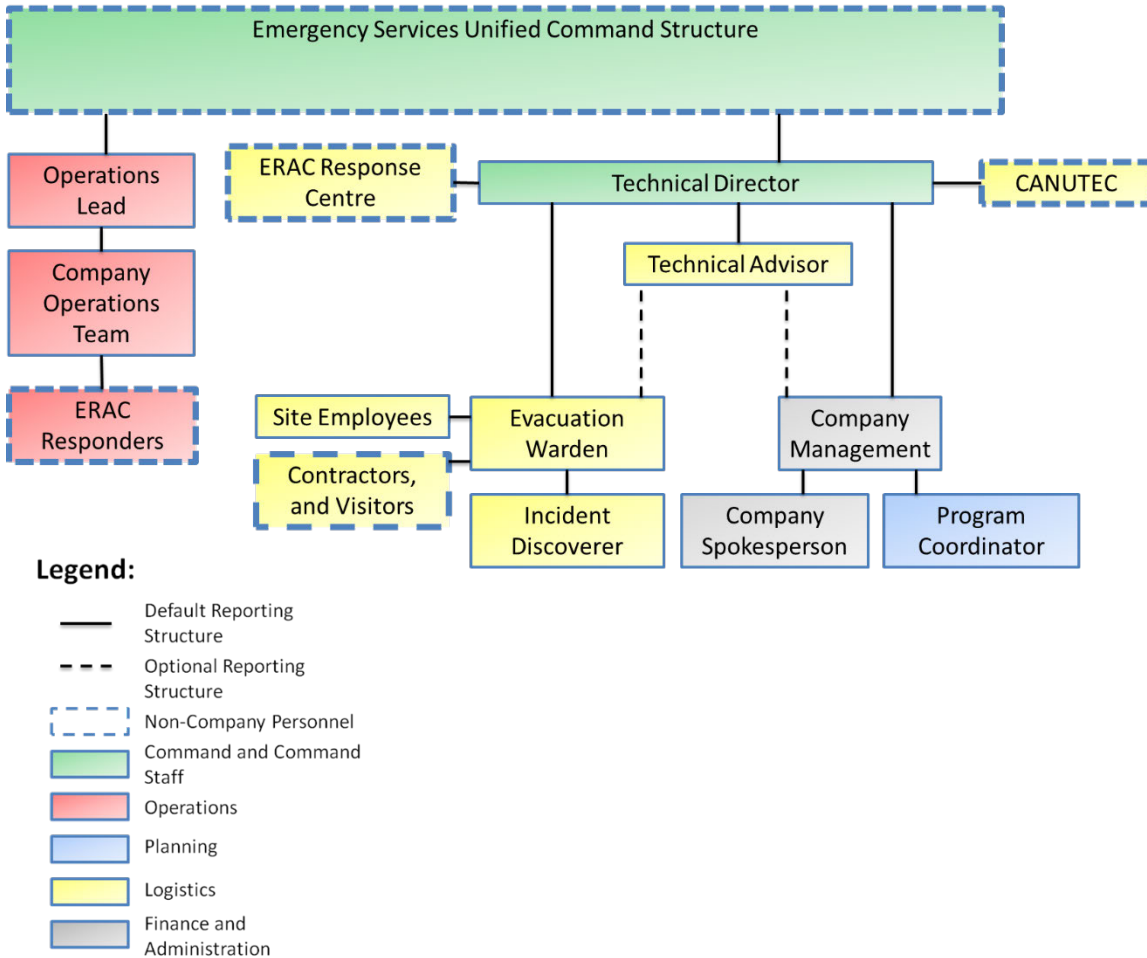 Emergency Services Unified Command Structure
Operations
Lead
ERAC Response
Centre
Technical Director
CANUTEC
Company
Operations
Team
Technical Advisor
ERAC
Responders
Site Employees
Evacuation
Warden
Company
Management
Contractors,
and Visitors
Incident
Discoverer
Company
Spokesperson
Program
Coordinator
Legend:
Default Reporting
Structure
Optional Reporting
Structure
Non-Company Personnel
Command and Command
Staff
Operations
Planning
Logistics
Finance and
Administration